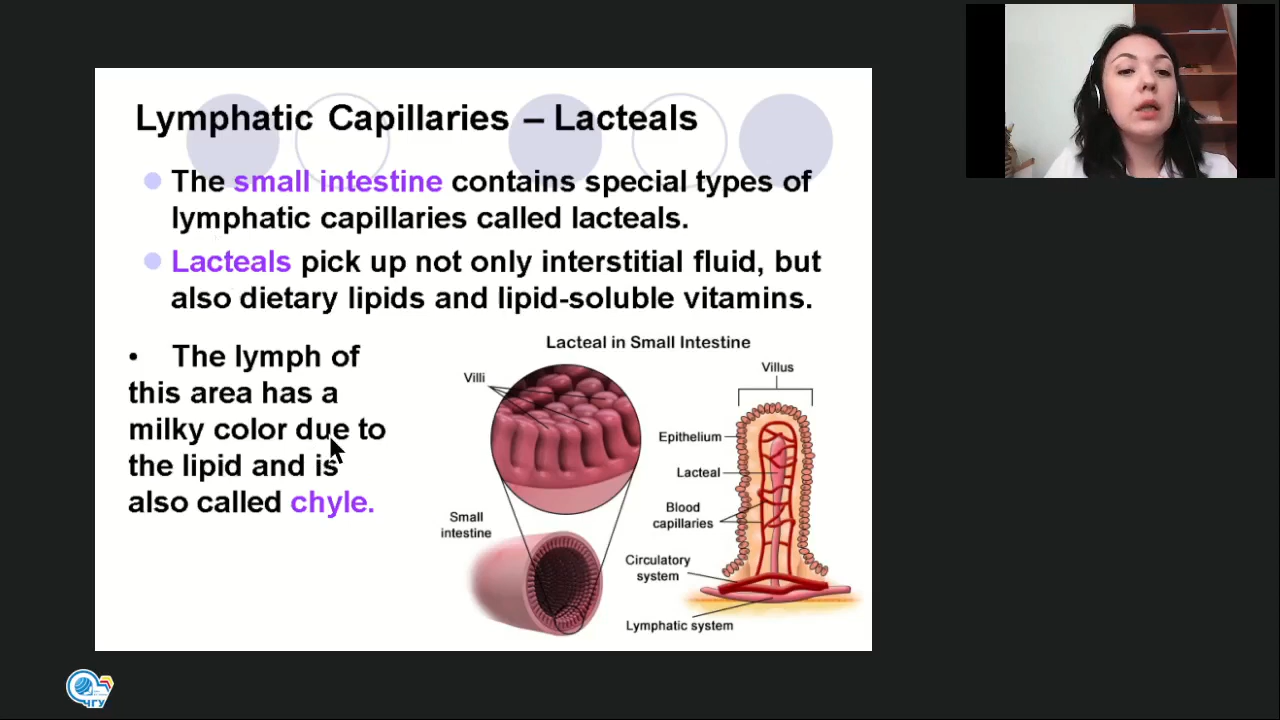 Lymphatic Capillaries – Lacteals
The small intestine contains special types of
lymphatic capillaries called lacteals.
Lacteals pick up not only interstitial fluid, but
also dietary lipids and lipid-soluble vitamins.
• The lymph of
this area has a
milky color due to
the lipid and is
also called chyle.
Lacteal in Small Intestine
Villi
Small
intestine
Villus
Epithelium
Lacteal
Blood
capillaries
Circulatory
system
Lymphatic system
ЧГУ